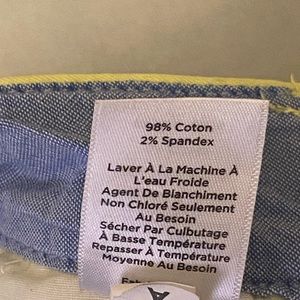 98% Coton
2% Spandex
Laver À La Machine À
L'eau Froide
Agent De Blanchiment
Non Chloré Seulement
Au Besoin
Sécher Par Culbutage
À Basse Température
Repasser À Température
Moyenne Au Besoin